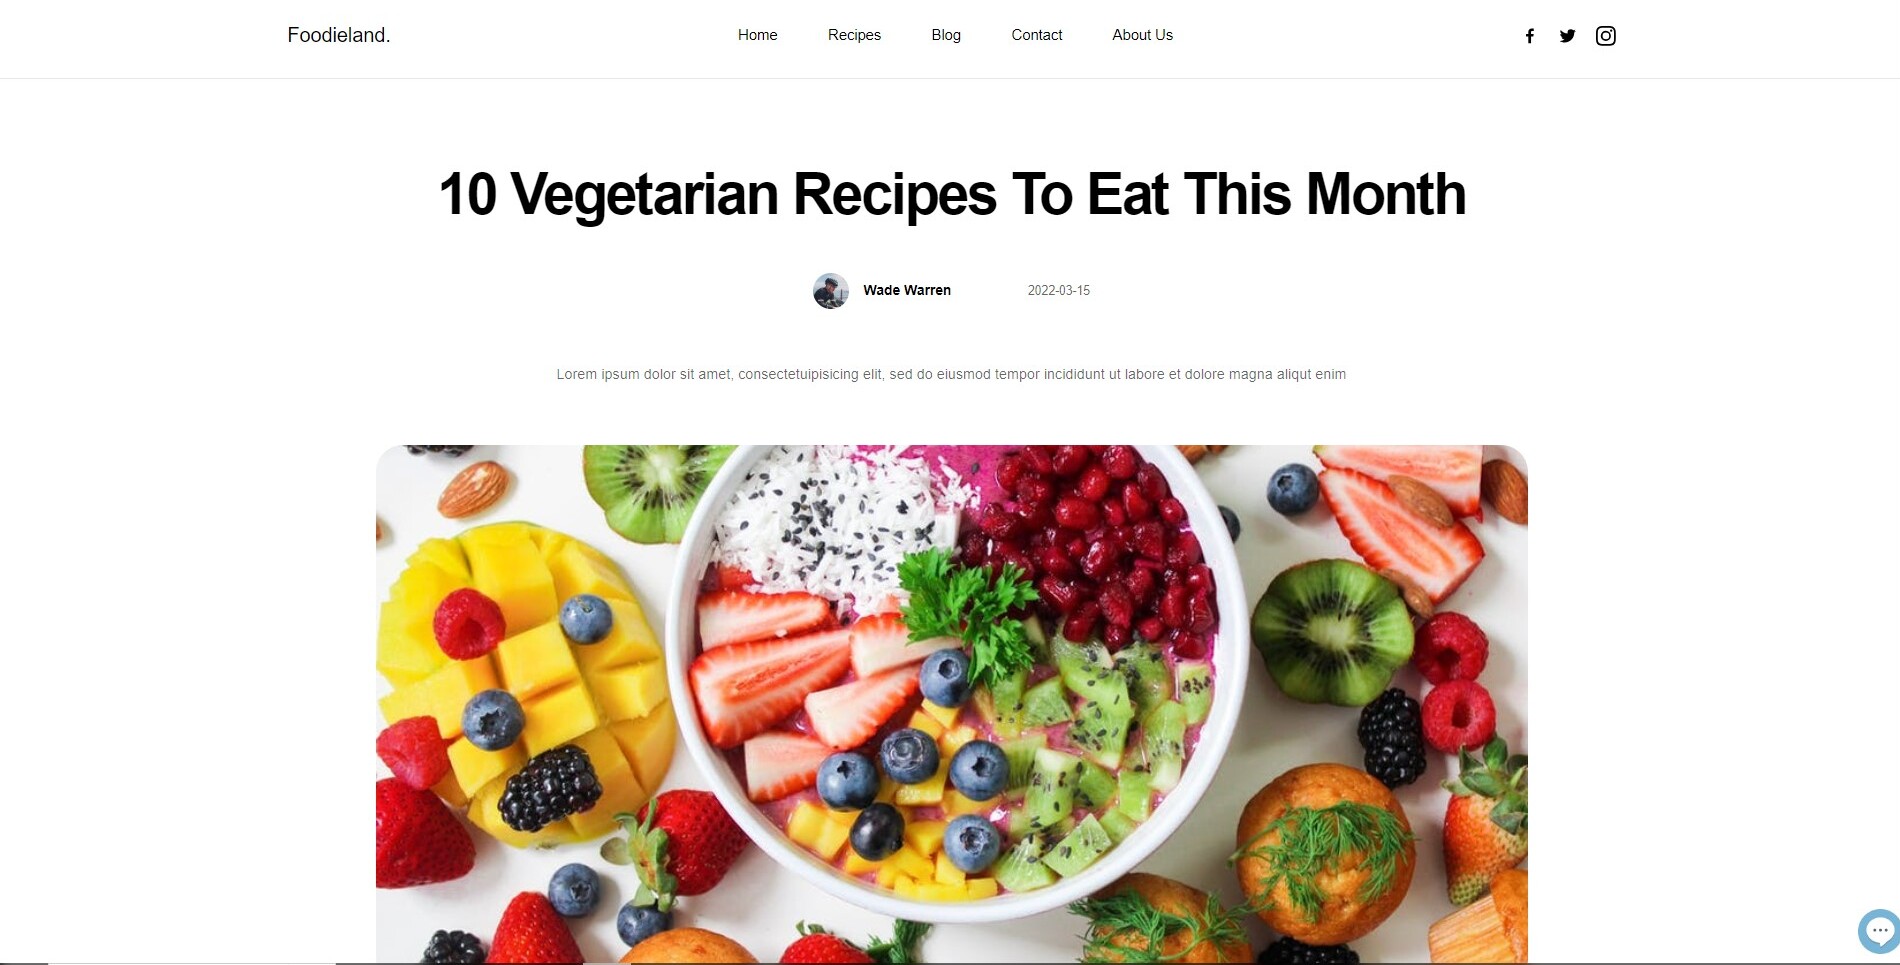 Foodieland.
Home Recipes Blog Contact About Us
10 Vegetarian Recipes To Eat This Month
Wade Warren 2022-03-15
Lorem ipsum dolor sit amet, consectetuipisicing elit, sed do eiusmod tempor incididunt ut labore et dolore magna aliqut enim